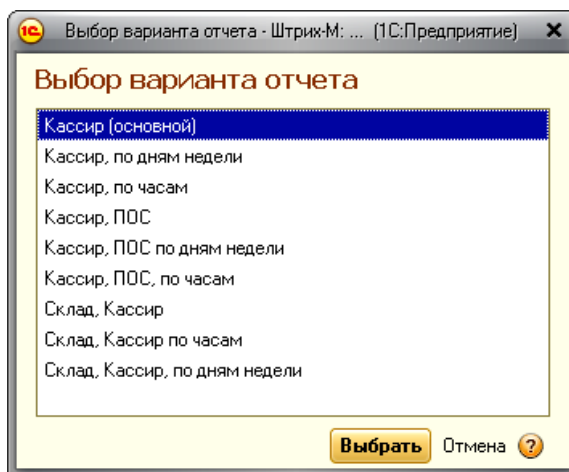 1С Выбор варианта отчета - Штрих-М: ... (1С:Предприятие)
Выбор варианта отчета
Кассир (основной)
Кассир, по дням недели
Кассир, по часам
Кассир, ПОС
Кассир, ПОС по дням недели
Кассир, ПОС, по часам
Склад, Кассир
Склад, Кассир по часам
Склад, Кассир, по дням недели
Выбрать Отмена ?